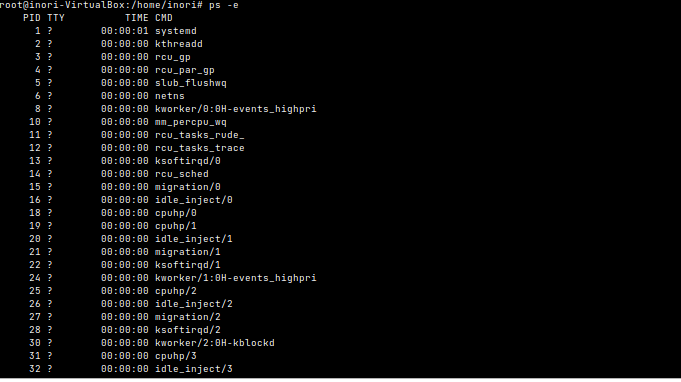 root@inori-VirtualBox:/home/inori# ps -e
PID TTY TIME CMD
1 ? 00:00:01 systemd
2 ? 00:00:00 kthreadd
3 ? 00:00:00 rcu_gp
4 ? 00:00:00 rcu_par_gp
5 ? 00:00:00 slub_flushwq
6 ? 00:00:00 netns
8 ? 00:00:00 kworker/0:0H-events_highpri
10 ? 00:00:00 mm_percpu_wq
11 ? 00:00:00 rcu_tasks_rude_
12 ? 00:00:00 rcu_tasks_trace
13 ? 00:00:00 ksoftirqd/0
14 ? 00:00:00 rcu_sched
15 ? 00:00:00 migration/0
16 ? 00:00:00 idle_inject/0
18 ? 00:00:00 cpuhp/0
19 ? 00:00:00 cpuhp/1
20 ? 00:00:00 idle_inject/1
21 ? 00:00:00 migration/1
22 ? 00:00:00 ksoftirqd/1
24 ? 00:00:00 kworker/1:0H-events_highpri
25 ? 00:00:00 cpuhp/2
26 ? 00:00:00 idle_inject/2
27 ? 00:00:00 migration/2
28 ? 00:00:00 ksoftirqd/2
30 ? 00:00:00 kworker/2:0H-kblockd
31 ? 00:00:00 cpuhp/3
32 ? 00:00:00 idle_inject/3